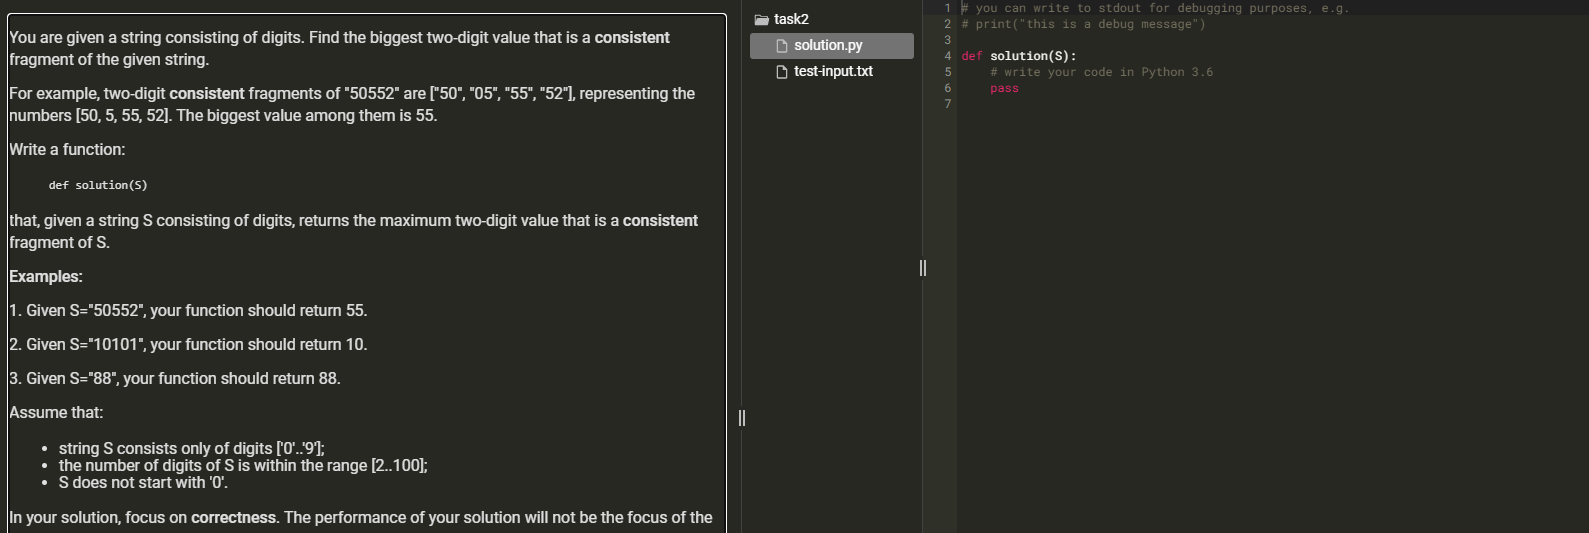 You are given a string consisting of digits. Find the biggest two-digit value that is a consistent
fragment of the given string.
For example, two-digit consistent fragments of "50552" are ["50", "05", "55", "52"], representing the
numbers [50, 5, 55, 52]. The biggest value among them is 55.
Write a function:
def solution(S)
that, given a string S consisting of digits, returns the maximum two-digit value that is a consistent
fragment of S.
Examples:
1. Given S="50552", your function should return 55.
2. Given S="10101", your function should return 10.
3. Given S="88", your function should return 88.
Assume that:
• string S consists only of digits ['0'..'9'];
• the number of digits of S is within the range [2..100];
• S does not start with '0'.
In your solution, focus on correctness. The performance of your solution will not be the focus of the
task2
solution.py
test-input.txt
1 # you can write to stdout for debugging purposes, e.g.
2 # print("this is a debug message")
3
4 def solution(S):
5     # write your code in Python 3.6
6     pass
7